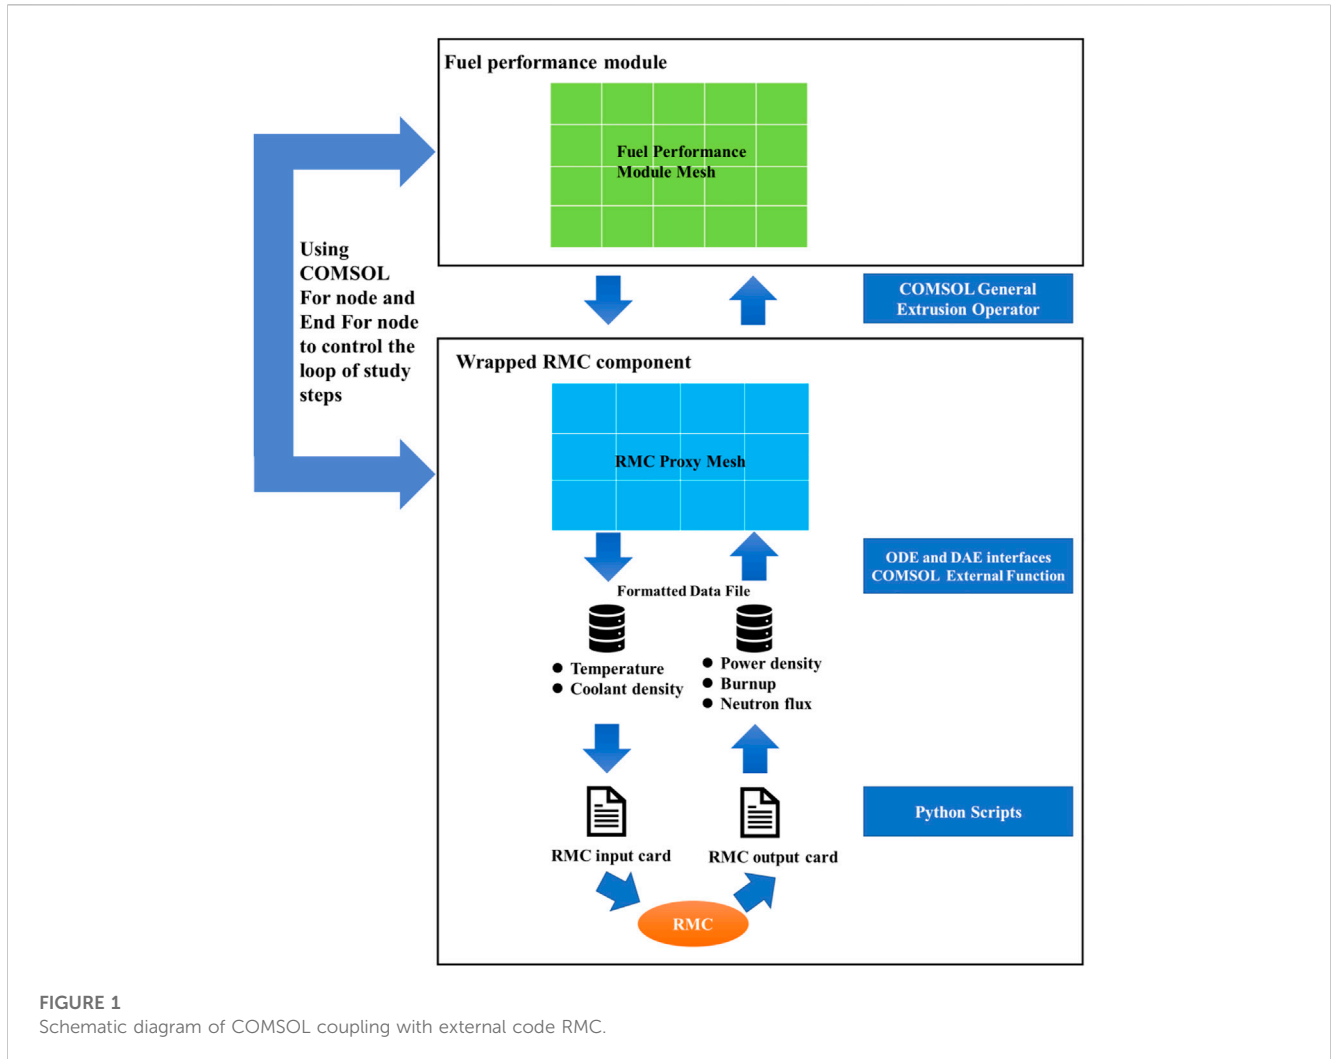 Fuel performance module
Fuel Performance
Module Mesh
Using
COMSOL
For node and
End For node
to control the
loop of study
steps
COMSOL General
Extrusion Operator
Wrapped RMC component
RMC Proxy Mesh
ODE and DAE interfaces
COMSOL External Function
Formatted Data File
● Temperature
● Coolant density
● Power density
● Burnup
● Neutron flux
Python Scripts
RMC input card
RMC output card
RMC
FIGURE 1
Schematic diagram of COMSOL coupling with external code RMC.